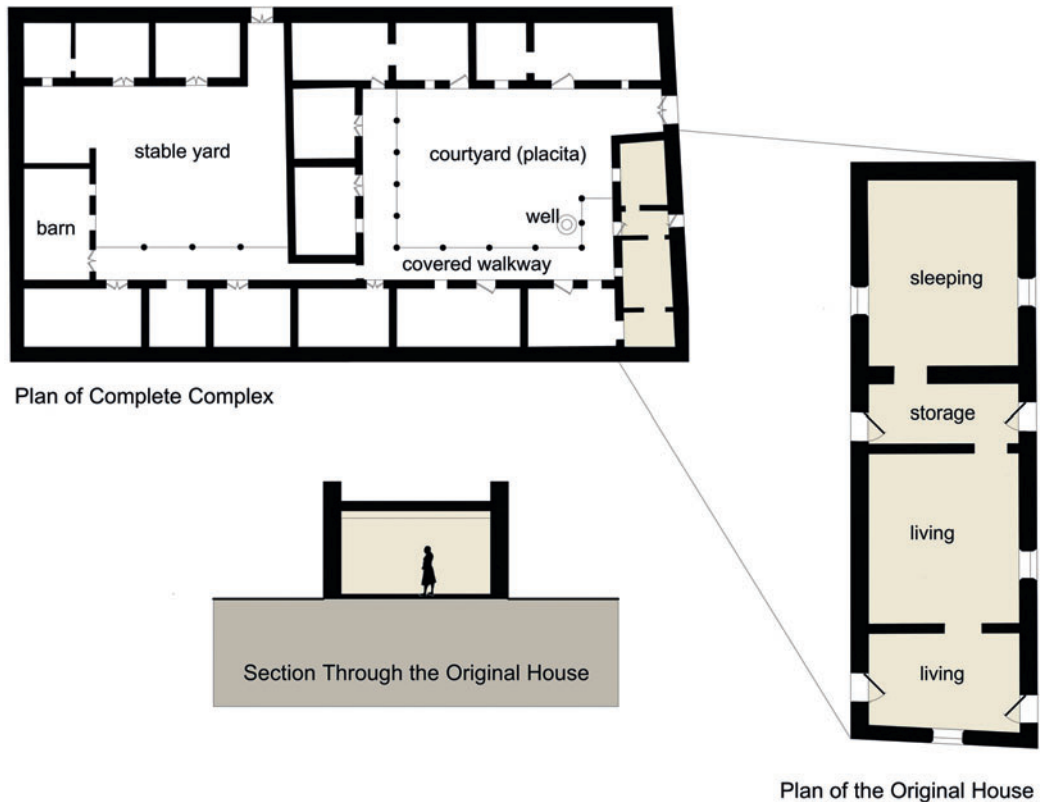 stable yard
courtyard (placita)
barn
well
covered walkway
Plan of Complete Complex
sleeping
storage
living
living
Section Through the Original House
Plan of the Original House